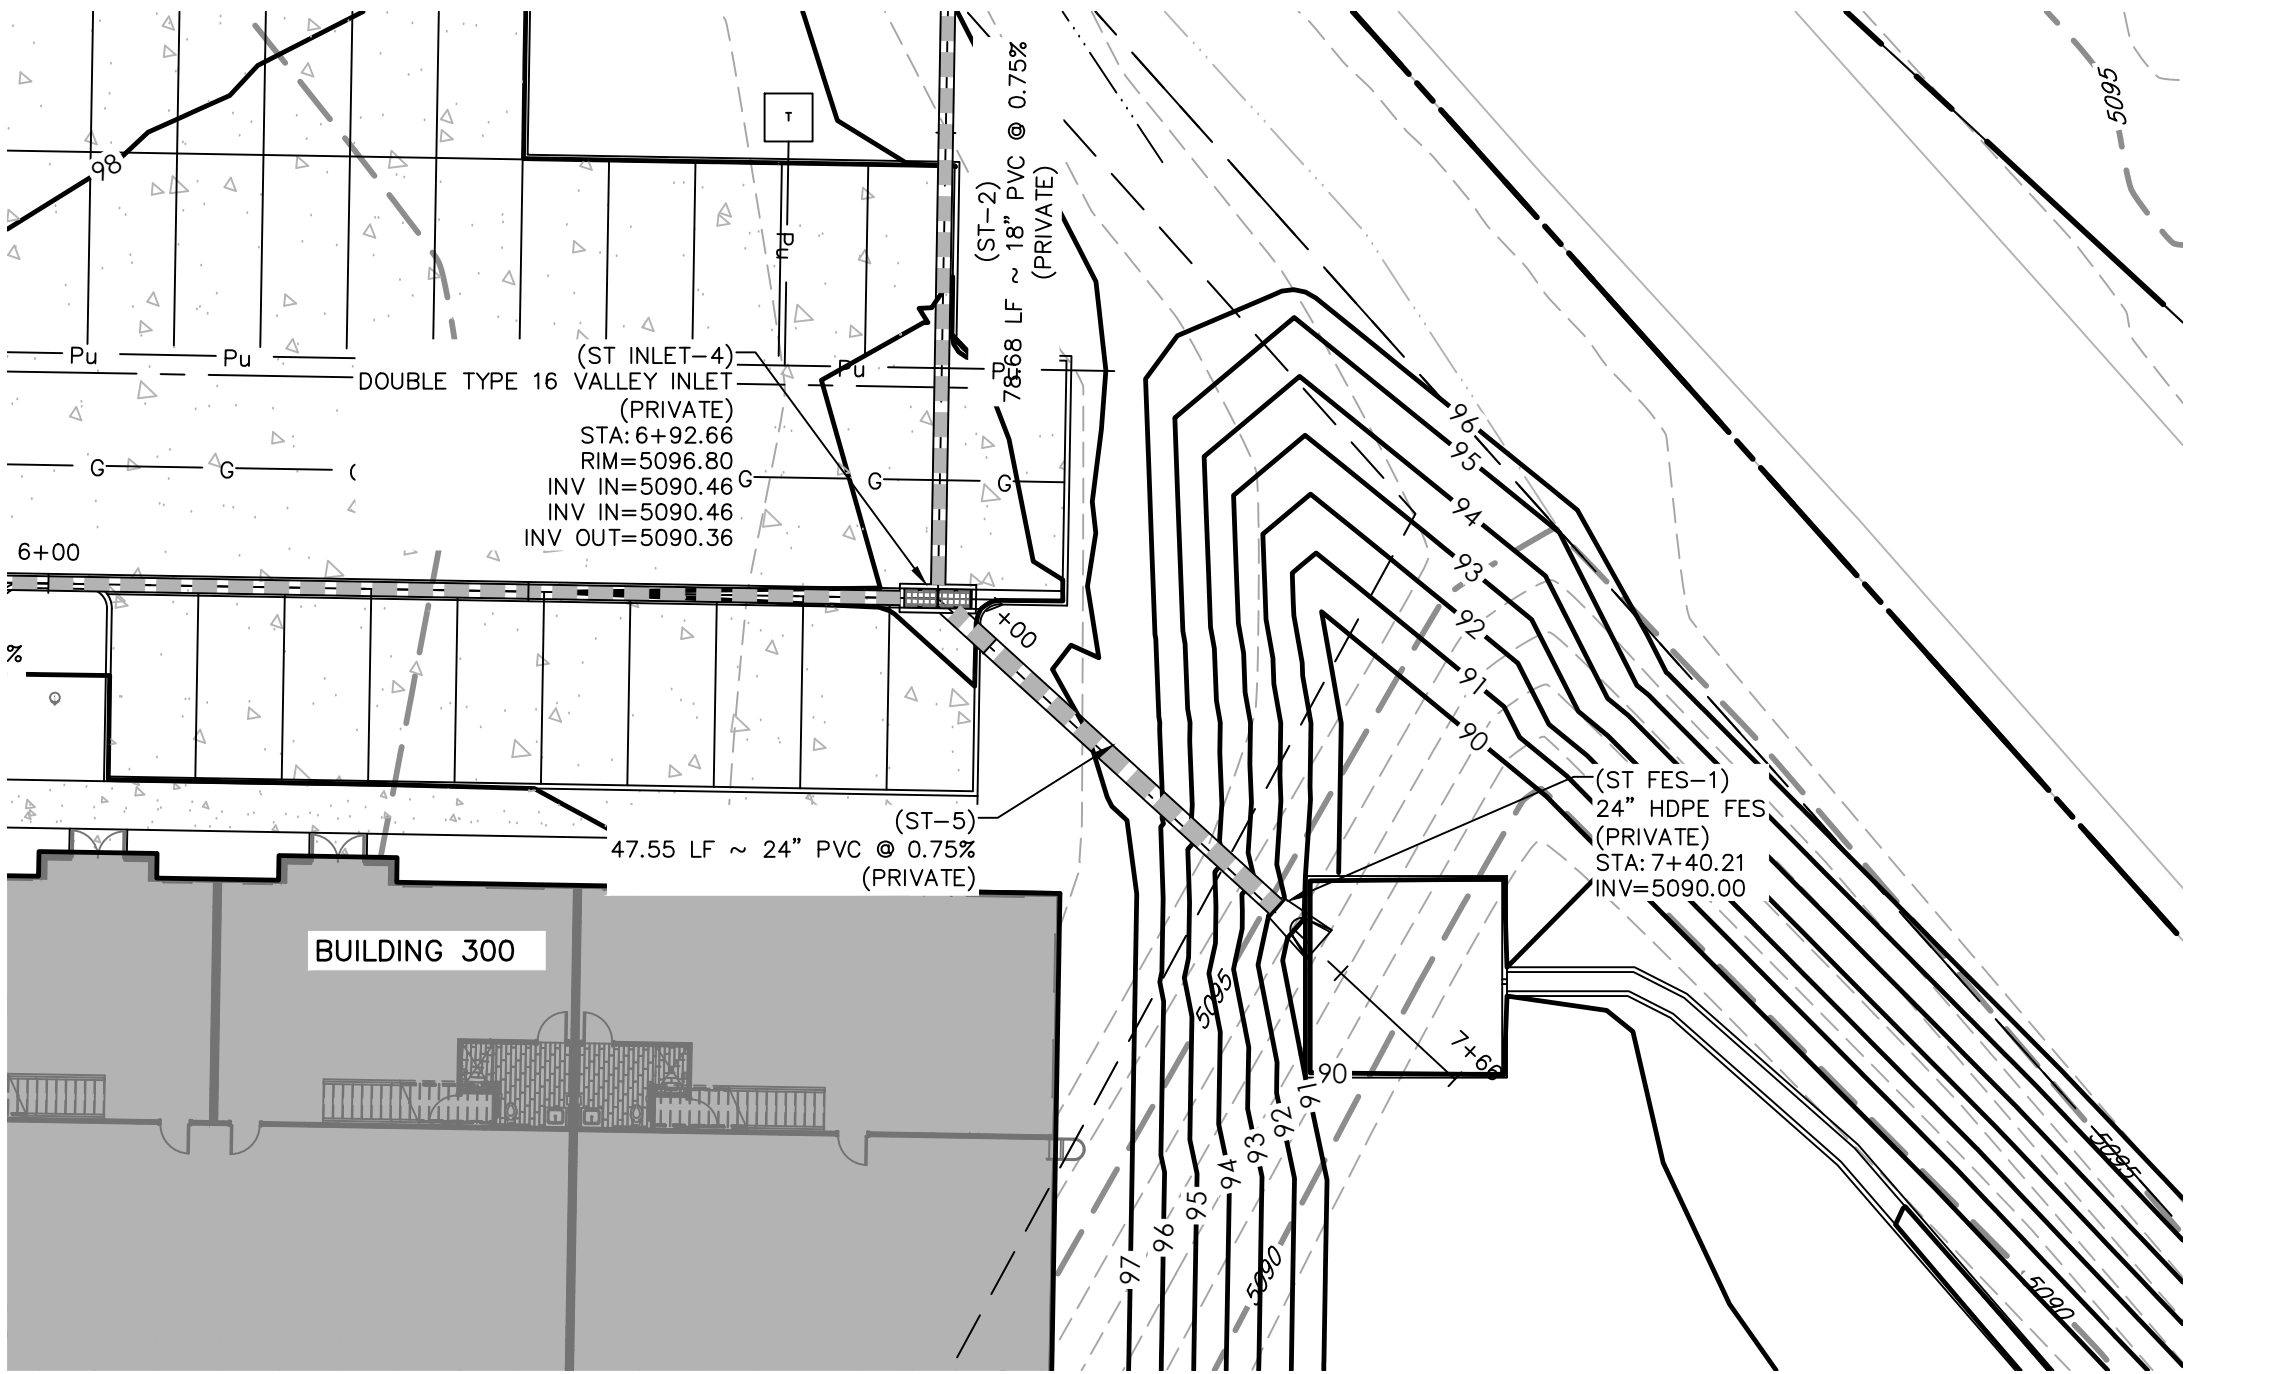 98
T
Pu
(ST-2)
78.68 LF ~ 18" PVC @ 0.75%
(PRIVATE)
5095
Pu
Pu
Pu
(ST INLET-4)
DOUBLE TYPE 16 VALLEY INLET
(PRIVATE)
STA: 6+92.66
RIM=5096.80
INV IN=5090.46
INV IN=5090.46
INV OUT=5090.36
G
G
G
G
G
6+00
%
+00
96
95
94
93
92
91
90
(ST FES-1)
24" HDPE FES
(PRIVATE)
STA: 7+40.21
INV=5090.00
(ST-5)
47.55 LF ~ 24" PVC @ 0.75%
(PRIVATE)
BUILDING 300
5095
7+66
90
91
92
93
94
95
96
97
5090
5095
5090